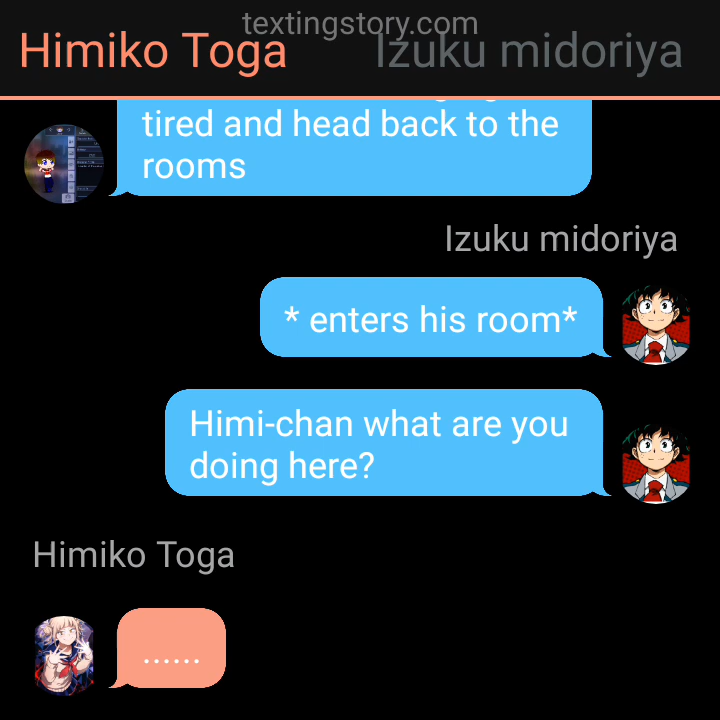 textingstory.com
Himiko Toga
Izuku midoriya
tired and head back to the
rooms
Izuku midoriya
* enters his room*
Himi-chan what are you
doing here?
Himiko Toga
......